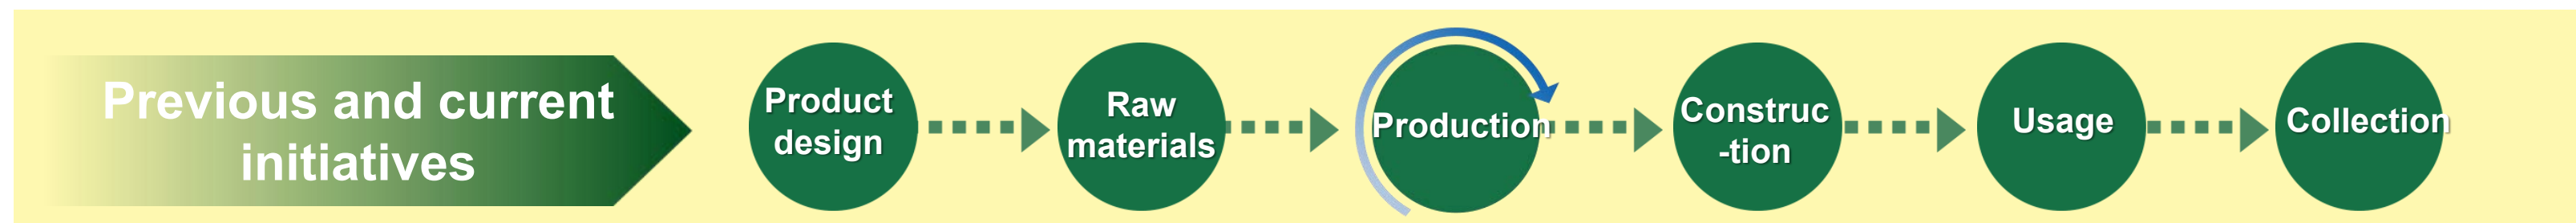 Previous and current
initiatives
Product
design
Raw
materials
Production
Construc
-tion
Usage
Collection